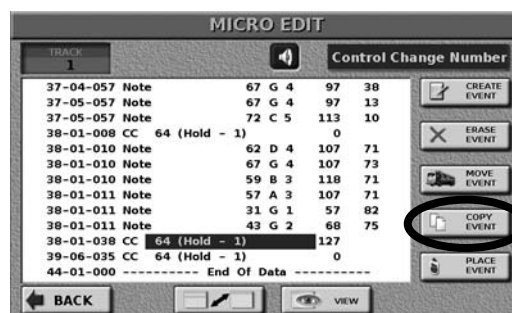 MICRO EDIT
TRACK
1
Control Change Number
37-04-057 Note 67 G 4 97 38
37-05-057 Note 67 G 4 97 13
37-05-057 Note 72 C 5 113 10
38-01-008 CC 64 (Hold - 1) 0
38-01-010 Note 62 D 4 107 71
38-01-010 Note 67 G 4 107 73
38-01-010 Note 59 B 3 118 71
38-01-011 Note 57 A 3 107 71
38-01-011 Note 31 G 1 57 82
38-01-011 Note 43 G 2 68 75
38-01-038 CC 64 (Hold - 1) 127
39-06-035 CC 64 (Hold - 1) 0
44-01-000 ---------- End Of Data ----------
CREATE
EVENT
ERASE
EVENT
MOVE
EVENT
COPY
EVENT
PLACE
EVENT
BACK
VIEW